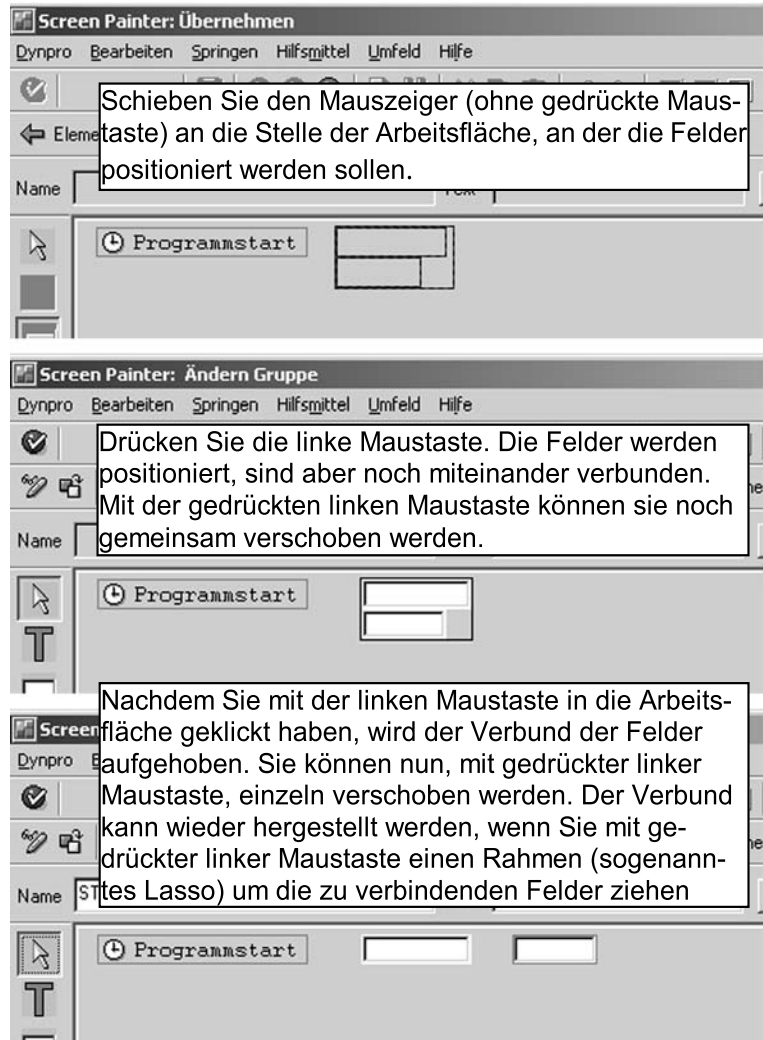 Screen Painter: Übernehmen
Dynpro Bearbeiten Springen Hilfsmittel Umfeld Hilfe
Schieben Sie den Mauszeiger (ohne gedrückte Maus-
Eleme
taste) an die Stelle der Arbeitsfläche, an der die Felder
positioniert werden sollen.
Name
Programmstart
Screen Painter: Ändern Gruppe
Dynpro Bearbeiten Springen Hilfsmittel Umfeld Hilfe
Drücken Sie die linke Maustaste. Die Felder werden
positioniert, sind aber noch miteinander verbunden.
Mit der gedrückten linken Maustaste können sie noch
Name
gemeinsam verschoben werden.
Programmstart
T
Nachdem Sie mit der linken Maustaste in die Arbeits-
Screen
fläche geklickt haben, wird der Verbund der Felder
Dynpro
aufgehoben. Sie können nun, mit gedrückter linker
Maustaste, einzeln verschoben werden. Der Verbund
kann wieder hergestellt werden, wenn Sie mit ge-
drückter linker Maustaste einen Rahmen (sogenann-
Name ST
tes Lasso) um die zu verbindenden Felder ziehen
Programmstart
T